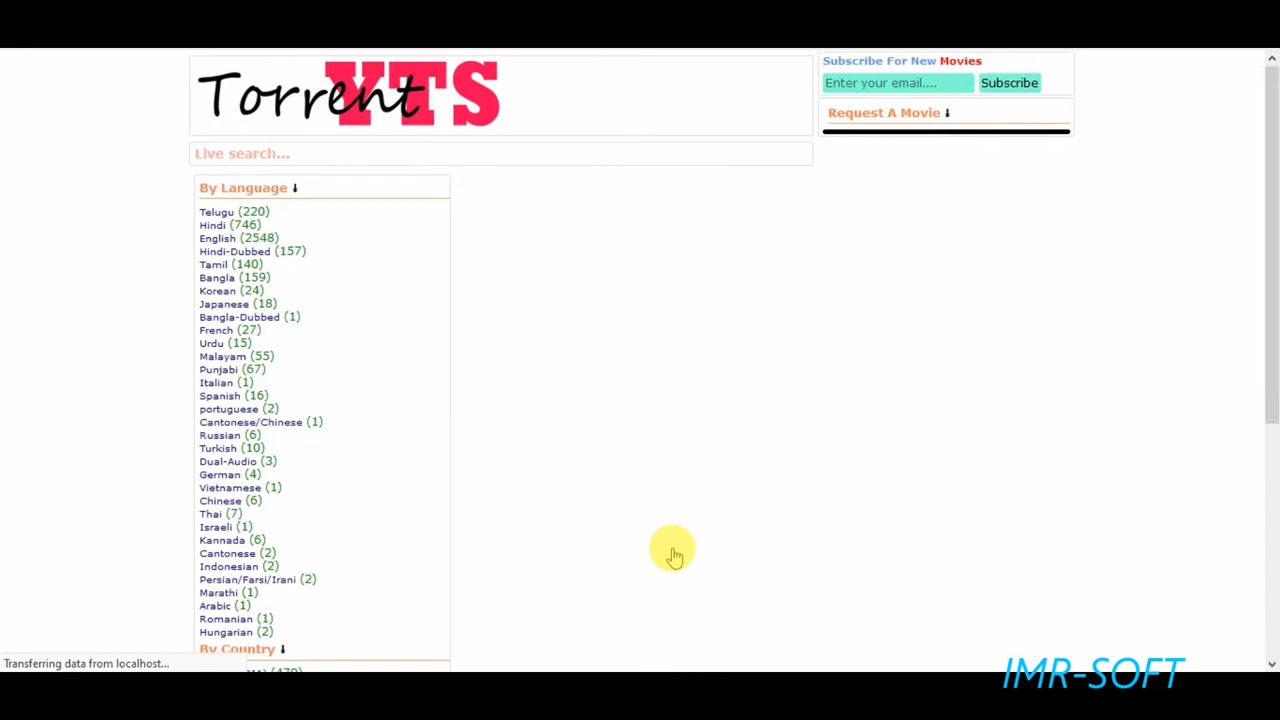 Torrent YTS
Subscribe For New Movies
Enter your email.... Subscribe
Request A Movie
Live search...
By Language
Telugu (220)
Hindi (746)
English (2548)
Hindi-Dubbed (157)
Tamil (140)
Bangla (159)
Korean (24)
Japanese (18)
Bangla-Dubbed (1)
French (27)
Urdu (15)
Malayam (55)
Punjabi (67)
Italian (1)
Spanish (16)
portuguese (2)
Cantonese/Chinese (1)
Russian (6)
Turkish (10)
Dual-Audio (3)
German (4)
Vietnamese (1)
Chinese (6)
Thai (7)
Israeli (1)
Kannada (6)
Cantonese (2)
Indonesian (2)
Persian/Farsi/Irani (2)
Marathi (1)
Arabic (1)
Romanian (1)
Hungarian (2)
By Country
Transferring data from localhost...
IMR-SOFT